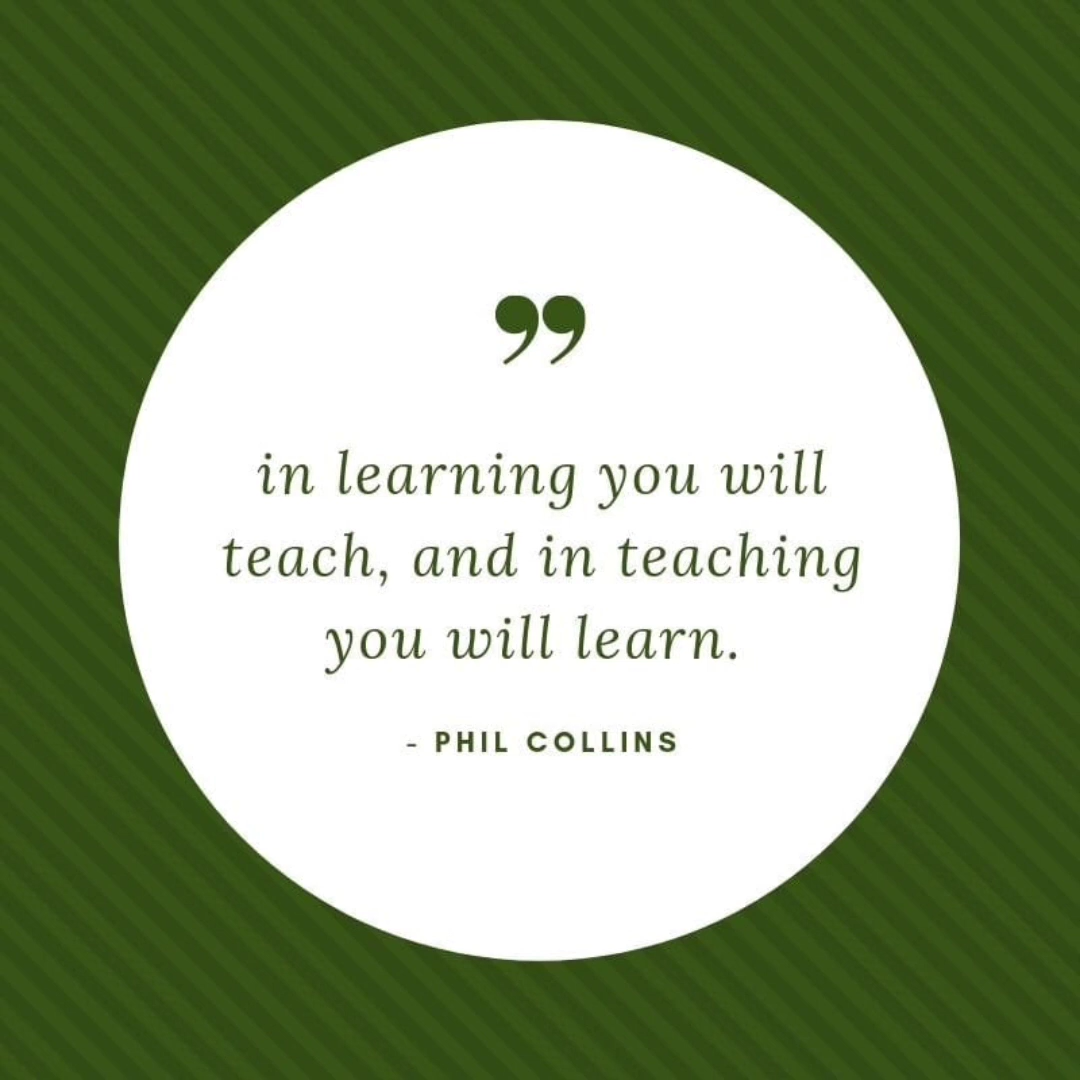 ”
in learning you will
teach, and in teaching
you will learn.
- PHIL COLLINS